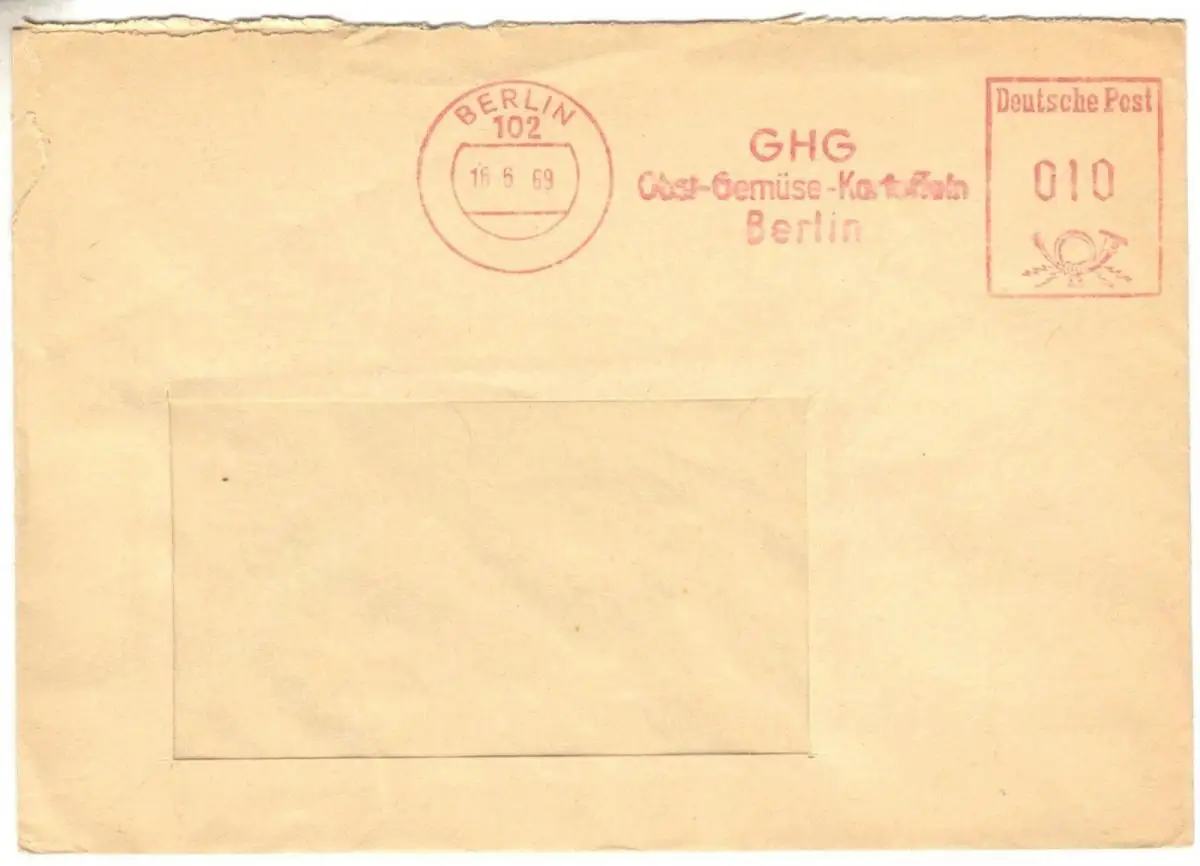 BERLIN
102
16 6 69
GHG
Obst-Gemüse-Kartoffeln
Berlin
Deutsche Post
010